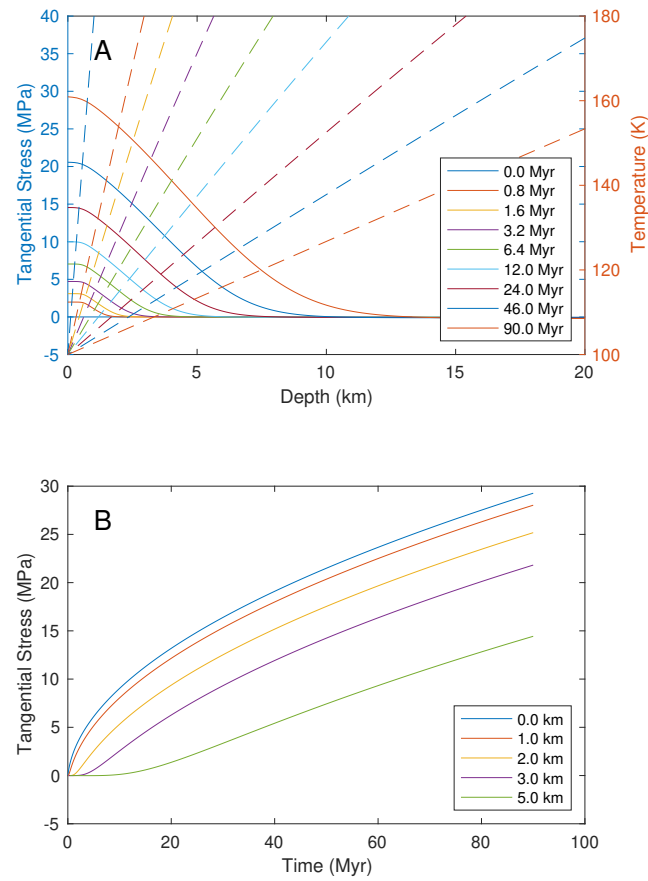 A
40
35
30
25
20
15
10
5
0
-5
Tangential Stress (MPa)
180
160
140
120
100
Temperature (K)
0.0 Myr
0.8 Myr
1.6 Myr
3.2 Myr
6.4 Myr
12.0 Myr
24.0 Myr
46.0 Myr
90.0 Myr
0 5 10 15 20
Depth (km)
B
30
25
20
15
10
5
0
-5
Tangential Stress (MPa)
0.0 km
1.0 km
2.0 km
3.0 km
5.0 km
0 20 40 60 80 100
Time (Myr)